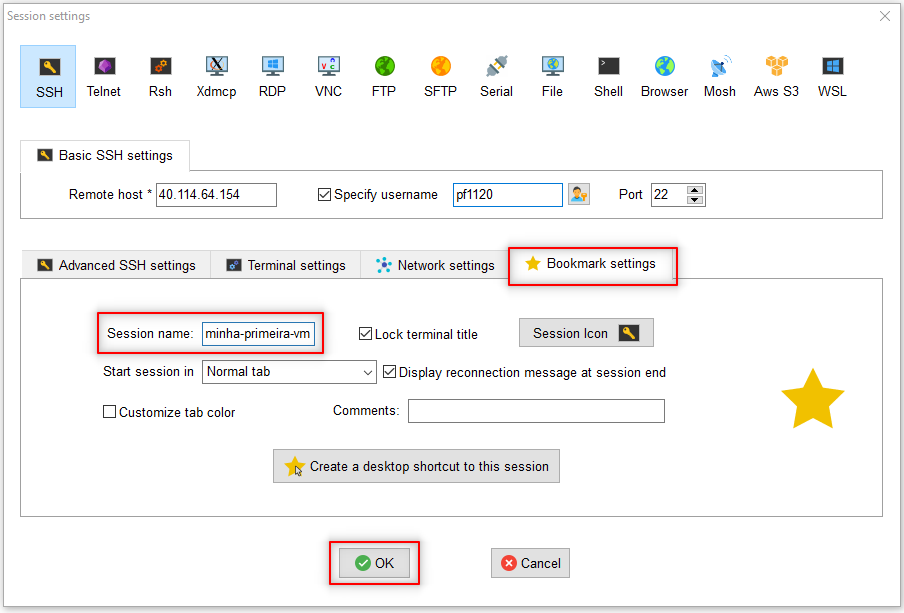 Session settings
SSH Telnet Rsh Xdmcp RDP VNC FTP SFTP Serial File Shell Browser Mosh Aws S3 WSL
Basic SSH settings
Remote host * 40.114.64.154 Specify username pf1120 Port 22
Advanced SSH settings Terminal settings Network settings Bookmark settings
Session name: minha-primeira-vm Lock terminal title Session Icon
Start session in Normal tab Display reconnection message at session end
Customize tab color Comments:
Create a desktop shortcut to this session
OK Cancel